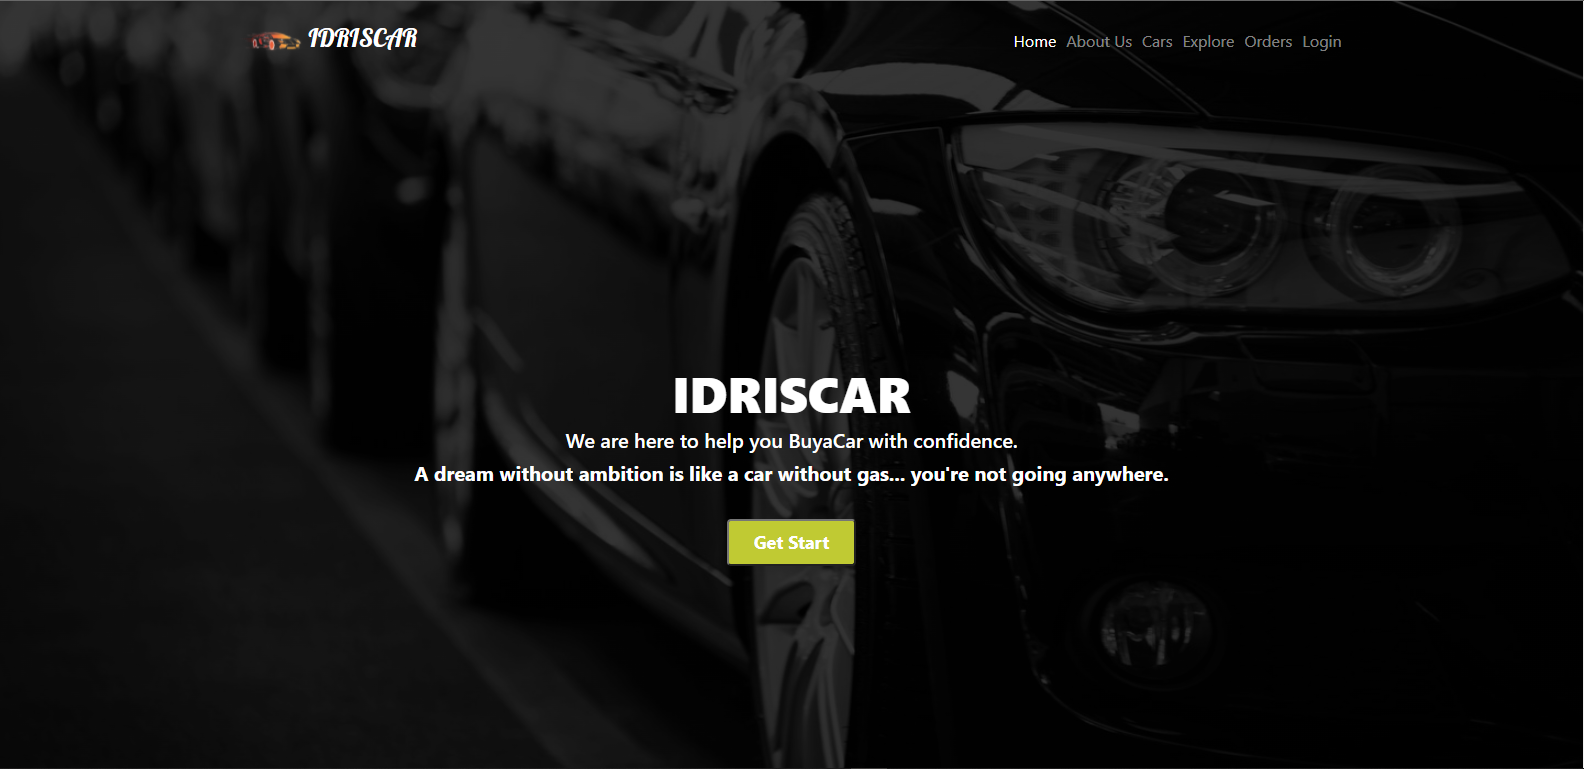 IDRISCAR
Home About Us Cars Explore Orders Login
IDRISCAR
We are here to help you BuyaCar with confidence.
A dream without ambition is like a car without gas... you're not going anywhere.
Get Start